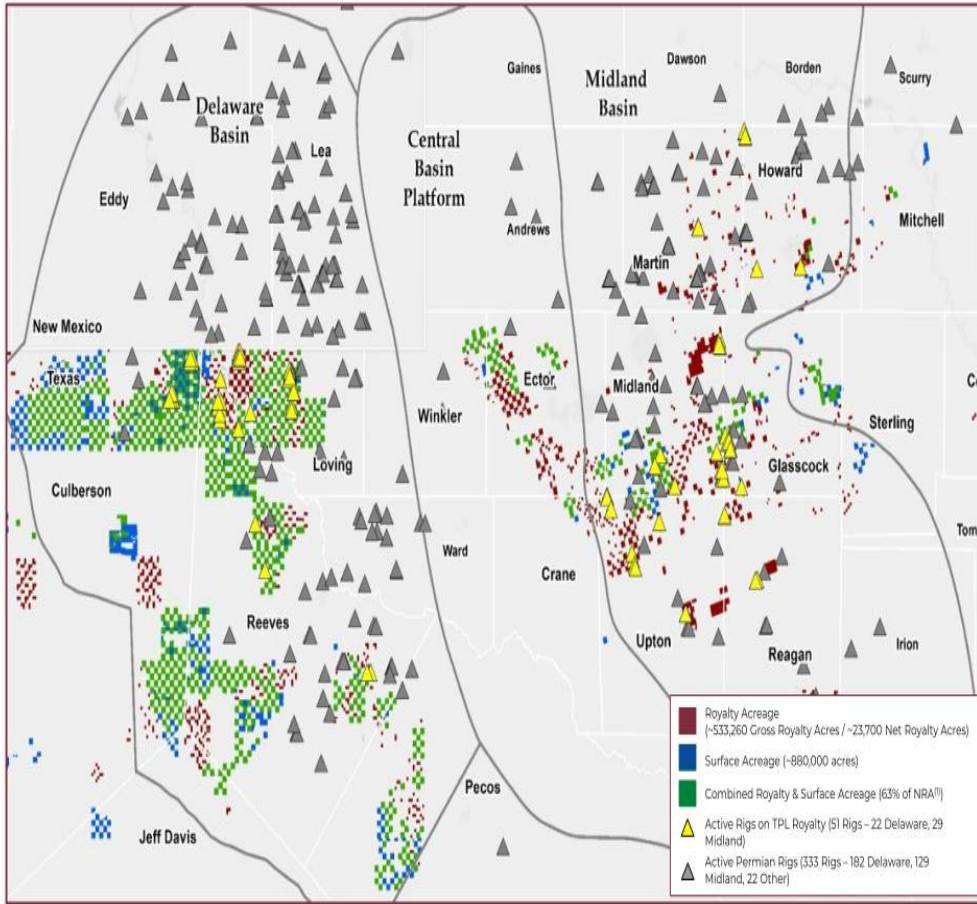 Gaines
Dawson
Borden
Scurry
Midland
Basin
Delaware
Basin
Lea
Central
Basin
Platform
Eddy
Howard
Mitchell
Andrews
Martin
New Mexico
Texas
Ector
Midland
Winkler
Sterling
Loving
Glasscock
Culberson
Ward
Crane
Reeves
Upton
Reagan
Irion
Pecos
Jeff Davis
Royalty Acreage
(~533,260 Gross Royalty Acres / ~23,700 Net Royalty Acres)
Surface Acreage (~880,000 acres)
Combined Royalty & Surface Acreage (63% of NRA⁽¹⁾)
Active Rigs on TPL Royalty (51 Rigs – 22 Delaware, 29
Midland)
Active Permian Rigs (333 Rigs – 182 Delaware, 129
Midland, 22 Other)